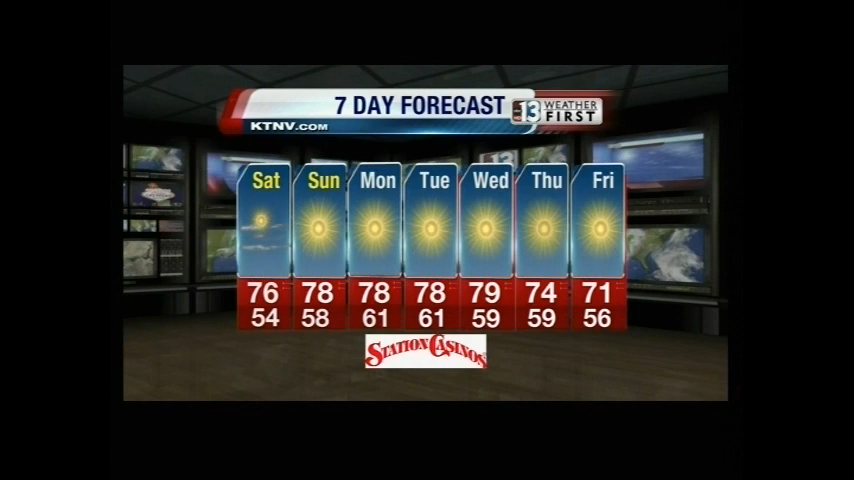 7 DAY FORECAST
13 WEATHER FIRST
KTNV.COM
Sat Sun Mon Tue Wed Thu Fri
76 78 78 78 79 74 71
54 58 61 61 59 59 56
STATION CASINOS